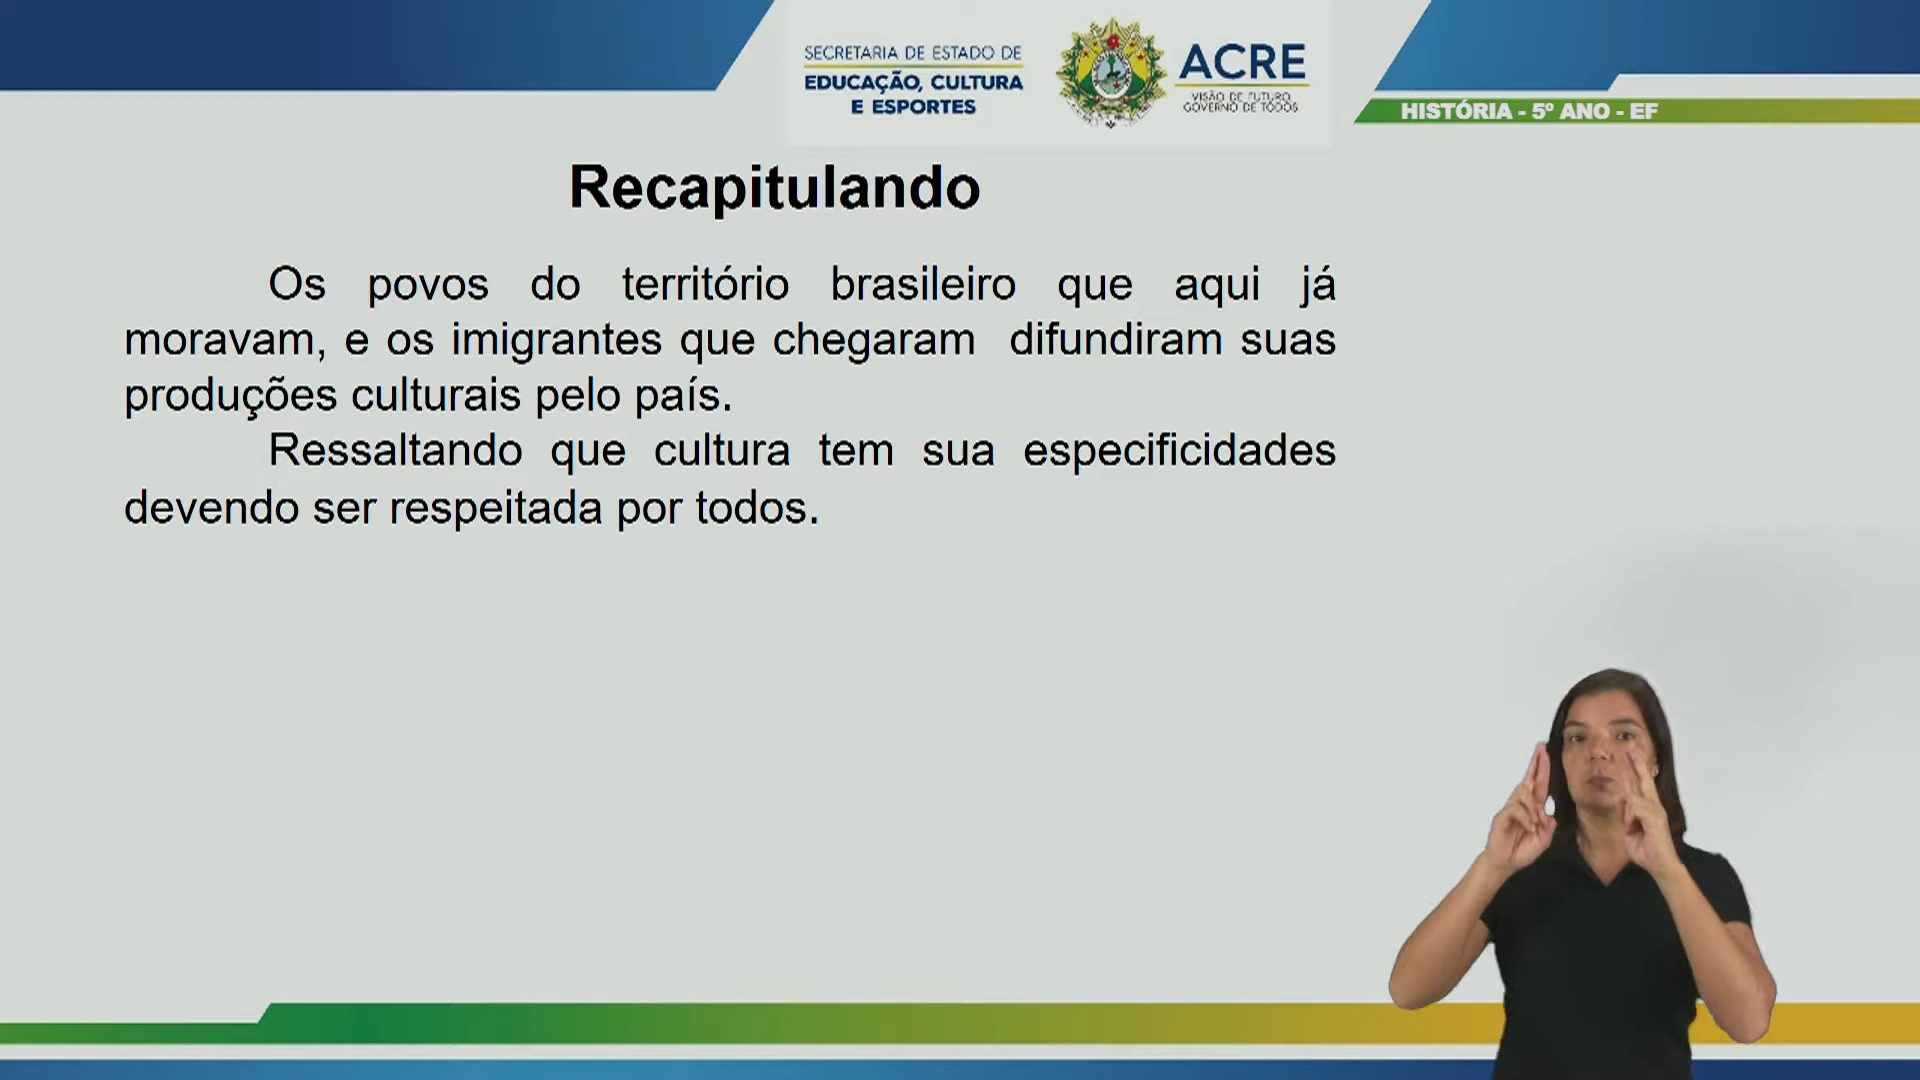 SECRETARIA DE ESTADO DE
EDUCAÇÃO, CULTURA
E ESPORTES
ACRE
VISÃO DE FUTURO,
GOVERNO DE TODOS
HISTÓRIA - 5º ANO - EF
Recapitulando
Os povos do território brasileiro que aqui já
moravam, e os imigrantes que chegaram difundiram suas
produções culturais pelo país.
Ressaltando que cultura tem sua especificidades
devendo ser respeitada por todos.